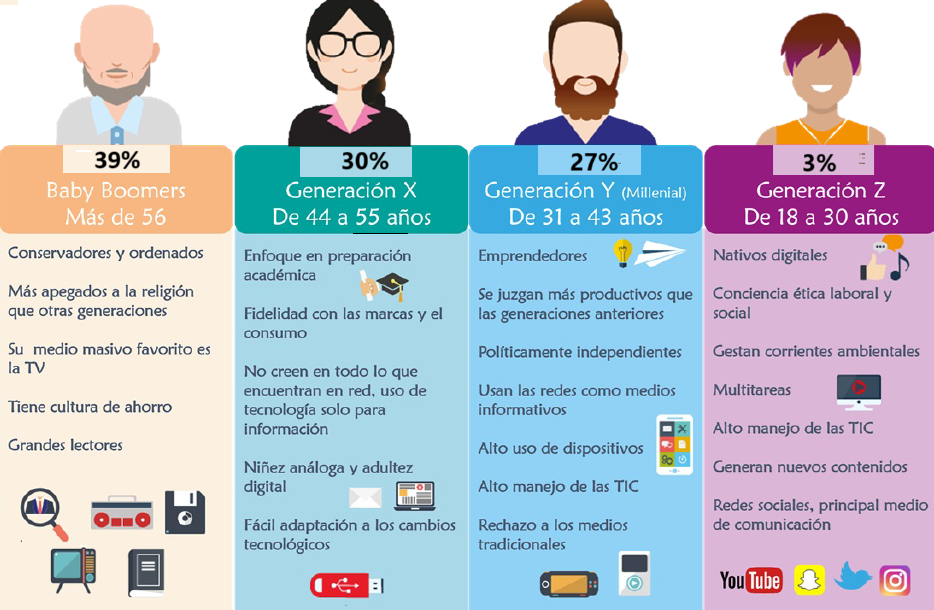 39%
Baby Boomers
Más de 56
Conservadores y ordenados
Más apegados a la religión
que otras generaciones
Su medio masivo favorito es
la TV
Tiene cultura de ahorro
Grandes lectores
30%
Generación X
De 44 a 55 años
Enfoque en preparación
académica
Fidelidad con las marcas y el
consumo
No creen en todo lo que
encuentran en red, uso de
tecnología solo para
información
Niñez análoga y adultez
digital
Fácil adaptación a los cambios
tecnológicos
27%
Generación Y (Millenial)
De 31 a 43 años
Emprendedores
Se juzgan más productivos que
las generaciones anteriores
Políticamente independientes
Usan las redes como medios
informativos
Alto uso de dispositivos
Alto manejo de las TIC
Rechazo a los medios
tradicionales
3%
Generación Z
De 18 a 30 años
Nativos digitales
Conciencia ética laboral y
social
Gestan corrientes ambientales
Multitareas
Alto manejo de las TIC
Generan nuevos contenidos
Redes sociales, principal medio
de comunicación
YouTube